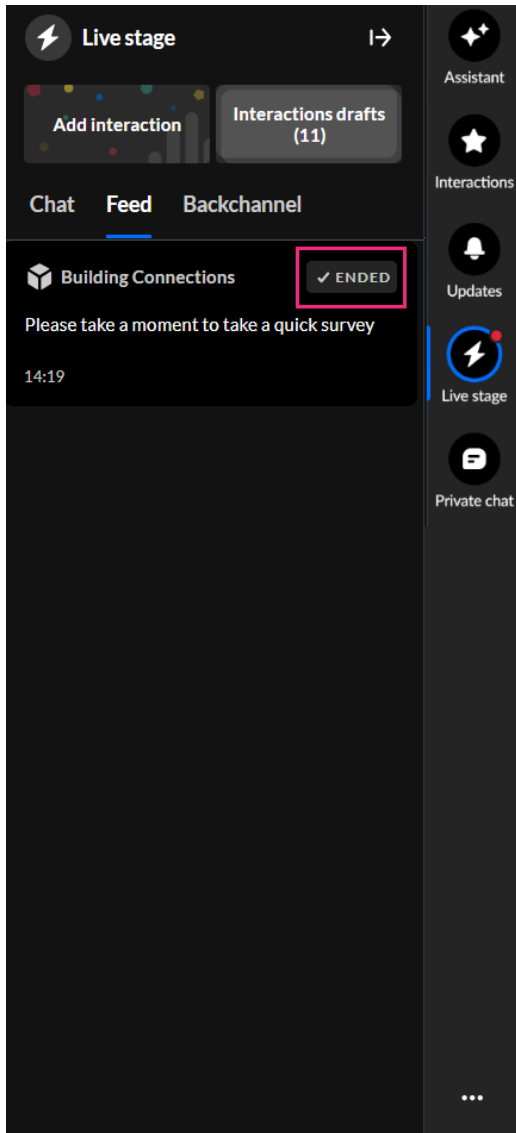 Live stage
Add interaction
Interactions drafts
(11)
Chat Feed Backchannel
Building Connections
ENDED
Please take a moment to take a quick survey
14:19
Assistant
Interactions
Updates
Live stage
Private chat